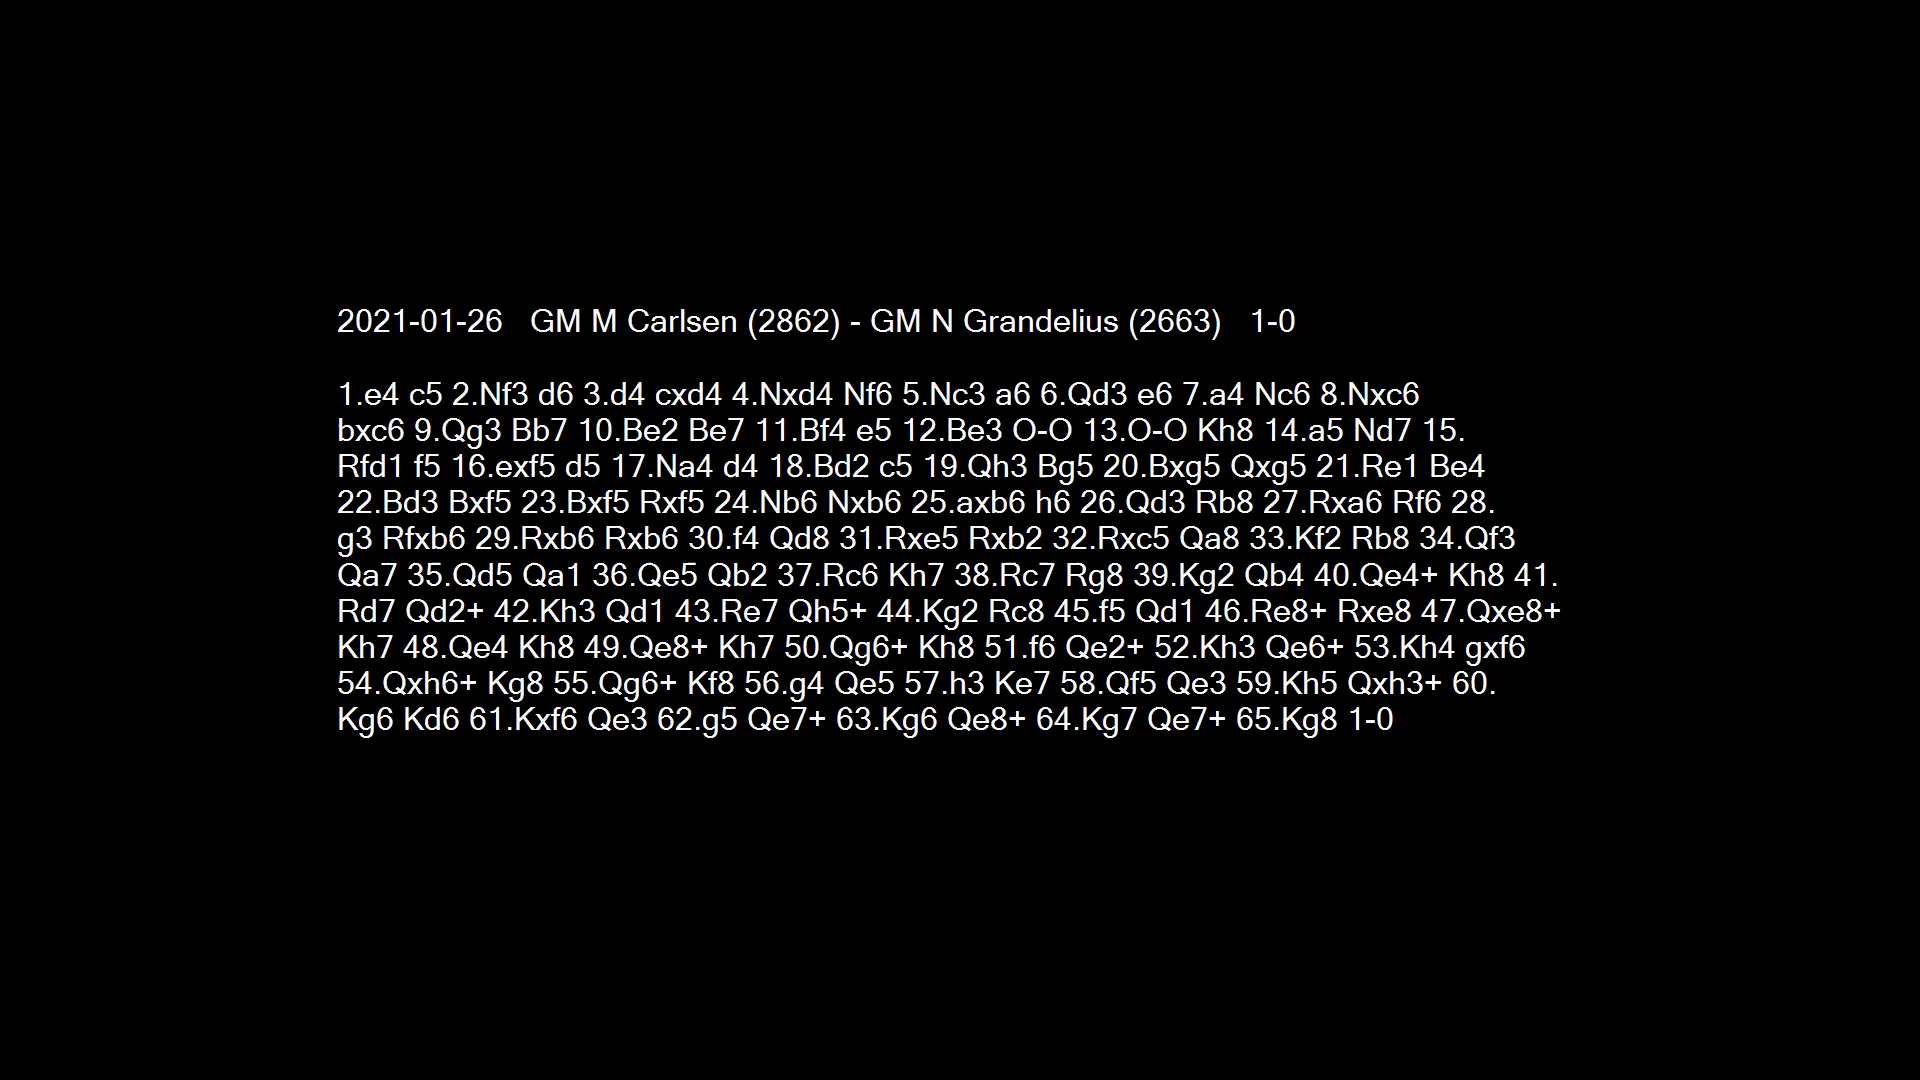 2021-01-26   GM M Carlsen (2862) - GM N Grandelius (2663)   1-0
1.e4 c5 2.Nf3 d6 3.d4 cxd4 4.Nxd4 Nf6 5.Nc3 a6 6.Qd3 e6 7.a4 Nc6 8.Nxc6
bxc6 9.Qg3 Bb7 10.Be2 Be7 11.Bf4 e5 12.Be3 O-O 13.O-O Kh8 14.a5 Nd7 15.
Rfd1 f5 16.exf5 d5 17.Na4 d4 18.Bd2 c5 19.Qh3 Bg5 20.Bxg5 Qxg5 21.Re1 Be4
22.Bd3 Bxf5 23.Bxf5 Rxf5 24.Nb6 Nxb6 25.axb6 h6 26.Qd3 Rb8 27.Rxa6 Rf6 28.
g3 Rfxb6 29.Rxb6 Rxb6 30.f4 Qd8 31.Rxe5 Rxb2 32.Rxc5 Qa8 33.Kf2 Rb8 34.Qf3
Qa7 35.Qd5 Qa1 36.Qe5 Qb2 37.Rc6 Kh7 38.Rc7 Rg8 39.Kg2 Qb4 40.Qe4+ Kh8 41.
Rd7 Qd2+ 42.Kh3 Qd1 43.Re7 Qh5+ 44.Kg2 Rc8 45.f5 Qd1 46.Re8+ Rxe8 47.Qxe8+
Kh7 48.Qe4 Kh8 49.Qe8+ Kh7 50.Qg6+ Kh8 51.f6 Qe2+ 52.Kh3 Qe6+ 53.Kh4 gxf6
54.Qxh6+ Kg8 55.Qg6+ Kf8 56.g4 Qe5 57.h3 Ke7 58.Qf5 Qe3 59.Kh5 Qxh3+ 60.
Kg6 Kd6 61.Kxf6 Qe3 62.g5 Qe7+ 63.Kg6 Qe8+ 64.Kg7 Qe7+ 65.Kg8 1-0